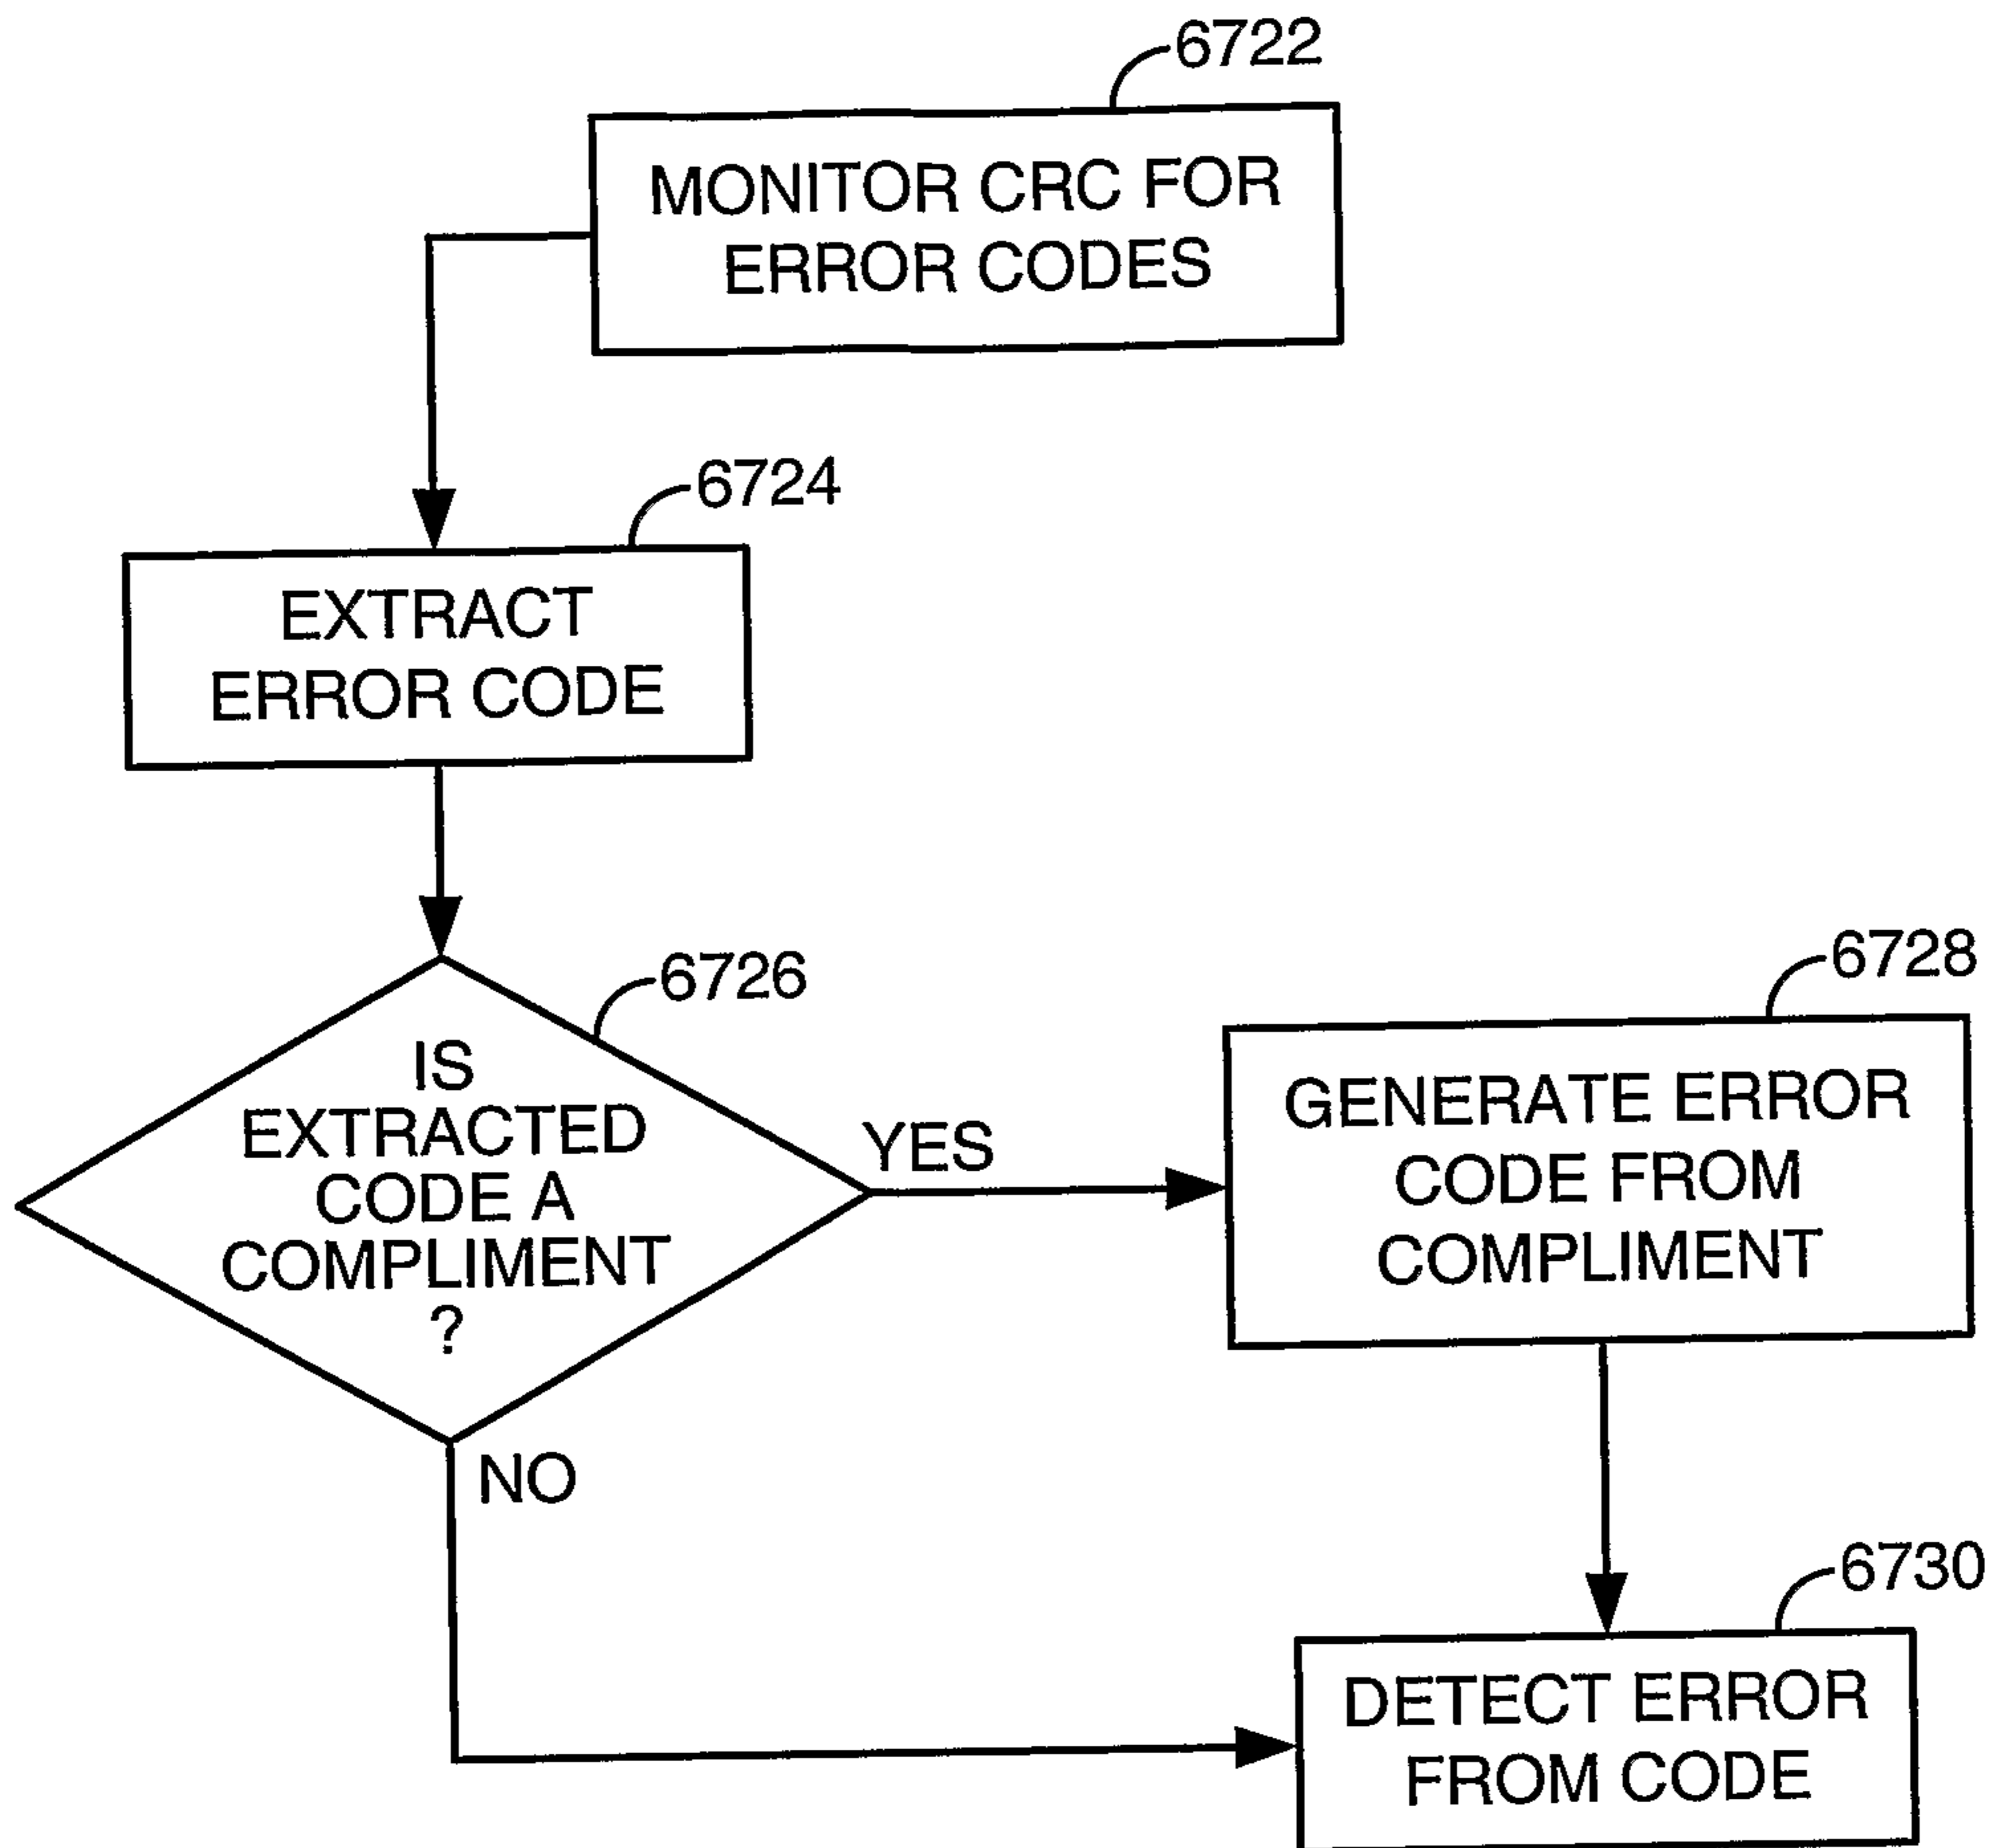 6722
MONITOR CRC FOR
ERROR CODES
6724
EXTRACT
ERROR CODE
6726
IS
EXTRACTED
CODE A
COMPLIMENT
?
YES
NO
6728
GENERATE ERROR
CODE FROM
COMPLIMENT
6730
DETECT ERROR
FROM CODE